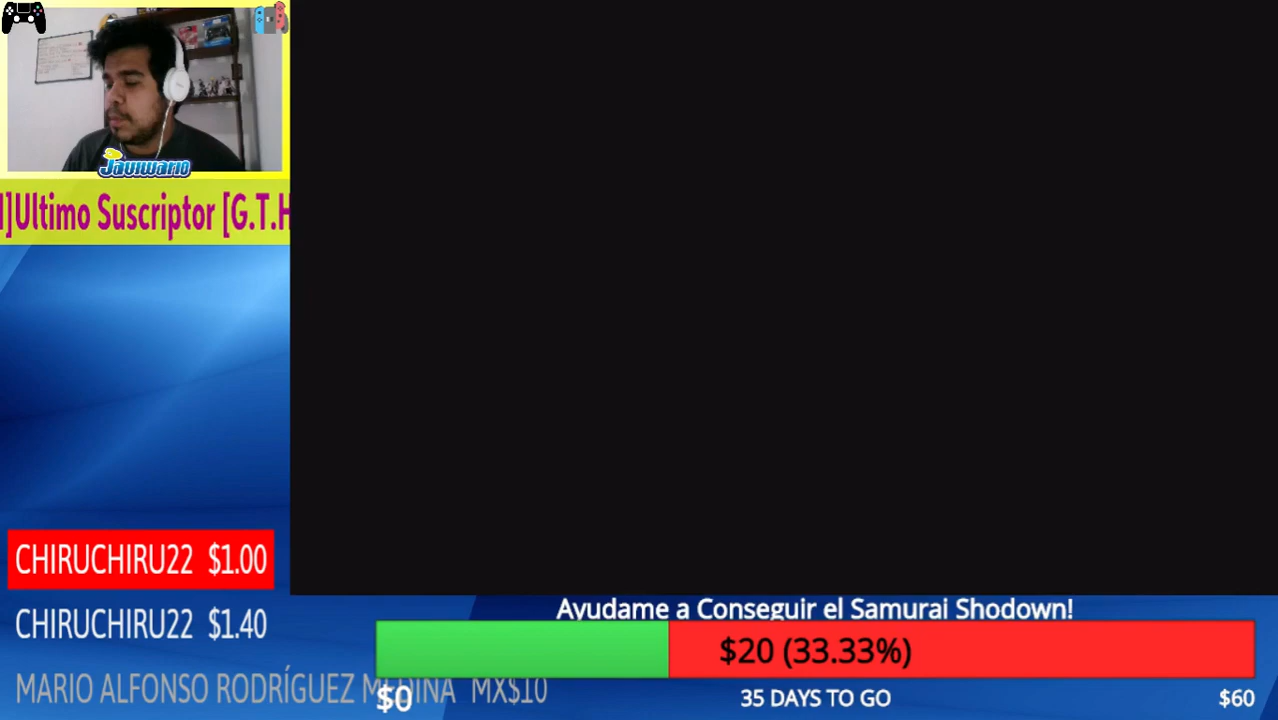 Javiwario
]Ultimo Suscriptor [G.T.H
CHIRUCHIRU22 $1.00
CHIRUCHIRU22 $1.40
MARIO ALFONSO RODRÍGUEZ MEDINA MX$10
Ayudame a Conseguir el Samurai Shodown!
$20 (33.33%)
$0
35 DAYS TO GO
$60